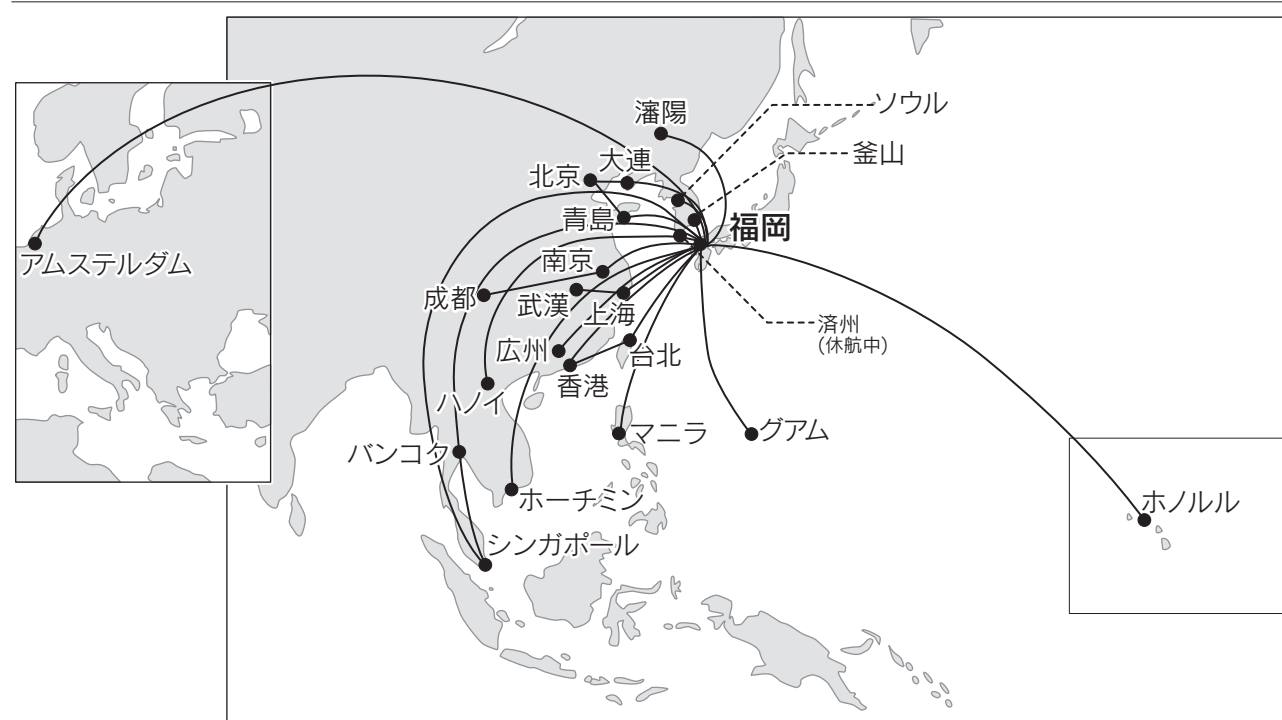 ソウル
瀋陽
釜山
大連
北京
青島
福岡
アムステルダム
南京
成都
武漢
上海
済州
(休航中)
広州
台北
香港
ハノイ
マニラ
グアム
バンコク
ホーチミン
ホノルル
シンガポール